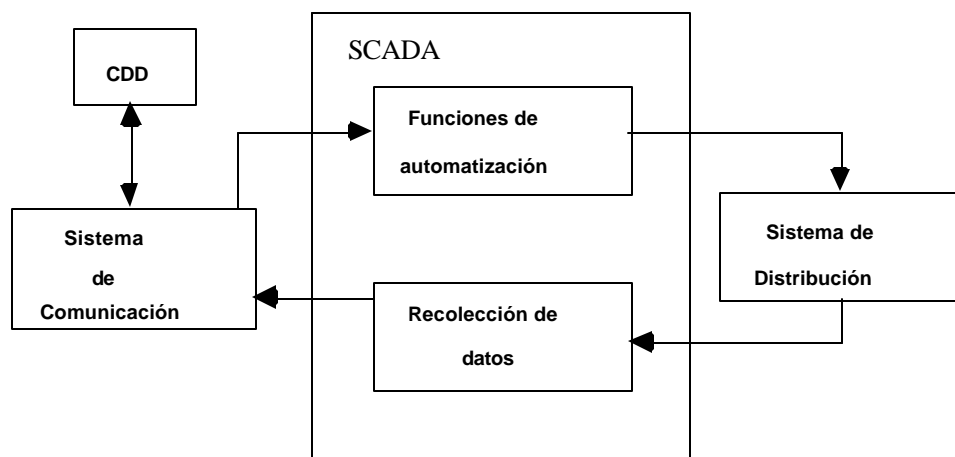 SCADA
CDD
Funciones de
automatización
Sistema
de
Comunicación
Sistema de
Distribución
Recolección de
datos